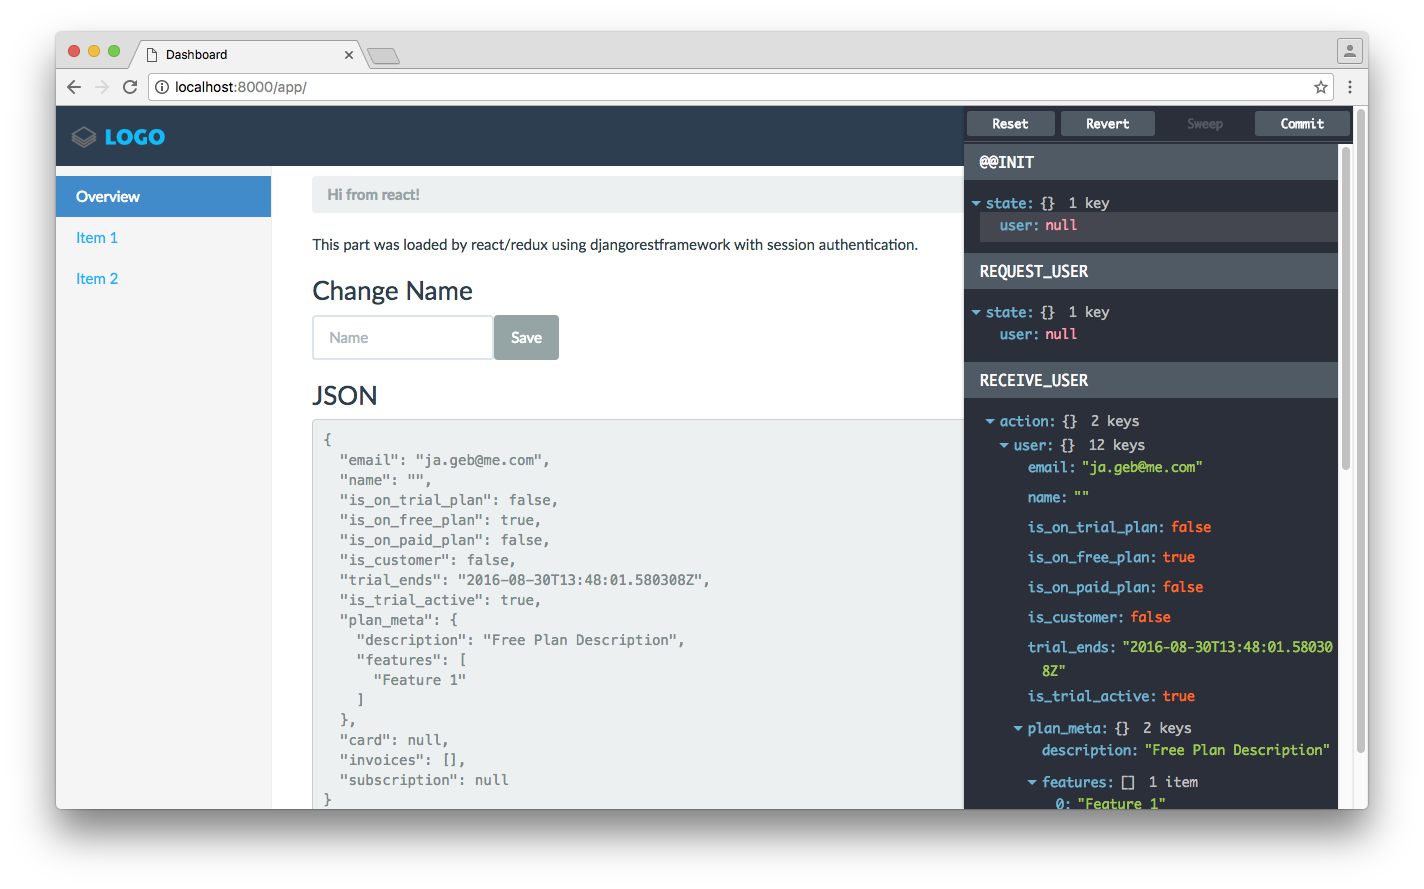 Dashboard
localhost:8000/app/
LOGO
Overview
Item 1
Item 2
Hi from react!
This part was loaded by react/redux using djangorestframework with session authentication.
Change Name
Name
Save
JSON
{
"email": "ja.geb@me.com",
"name": "",
"is_on_trial_plan": false,
"is_on_free_plan": true,
"is_on_paid_plan": false,
"is_customer": false,
"trial_ends": "2016-08-30T13:48:01.580308Z",
"is_trial_active": true,
"plan_meta": {
"description": "Free Plan Description",
"features": [
"Feature 1"
]
},
"card": null,
"invoices": [],
"subscription": null
}
Reset Revert Sweep Commit
@@INIT
state: {} 1 key
user: null
REQUEST_USER
state: {} 1 key
user: null
RECEIVE_USER
action: {} 2 keys
user: {} 12 keys
email: "ja.geb@me.com"
name: ""
is_on_trial_plan: false
is_on_free_plan: true
is_on_paid_plan: false
is_customer: false
trial_ends: "2016-08-30T13:48:01.58030
8Z"
is_trial_active: true
plan_meta: {} 2 keys
description: "Free Plan Description"
features: [] 1 item
0: "Feature 1"